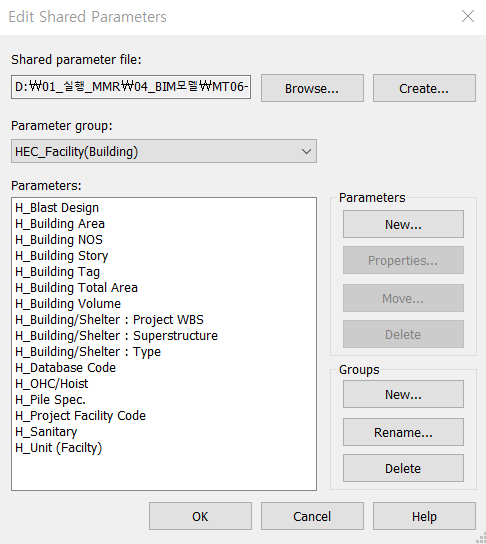 Edit Shared Parameters
Shared parameter file:
D:₩01_실행_MMR₩04_BIM모델₩MT06-
Browse...
Create...
Parameter group:
HEC_Facility(Building)
Parameters:
H_Blast Design
H_Building Area
H_Building NOS
H_Building Story
H_Building Tag
H_Building Total Area
H_Building Volume
H_Building/Shelter : Project WBS
H_Building/Shelter : Superstructure
H_Building/Shelter : Type
H_Database Code
H_OHC/Hoist
H_Pile Spec.
H_Project Facility Code
H_Sanitary
H_Unit (Facilty)
Parameters
New...
Properties...
Move...
Delete
Groups
New...
Rename...
Delete
OK
Cancel
Help